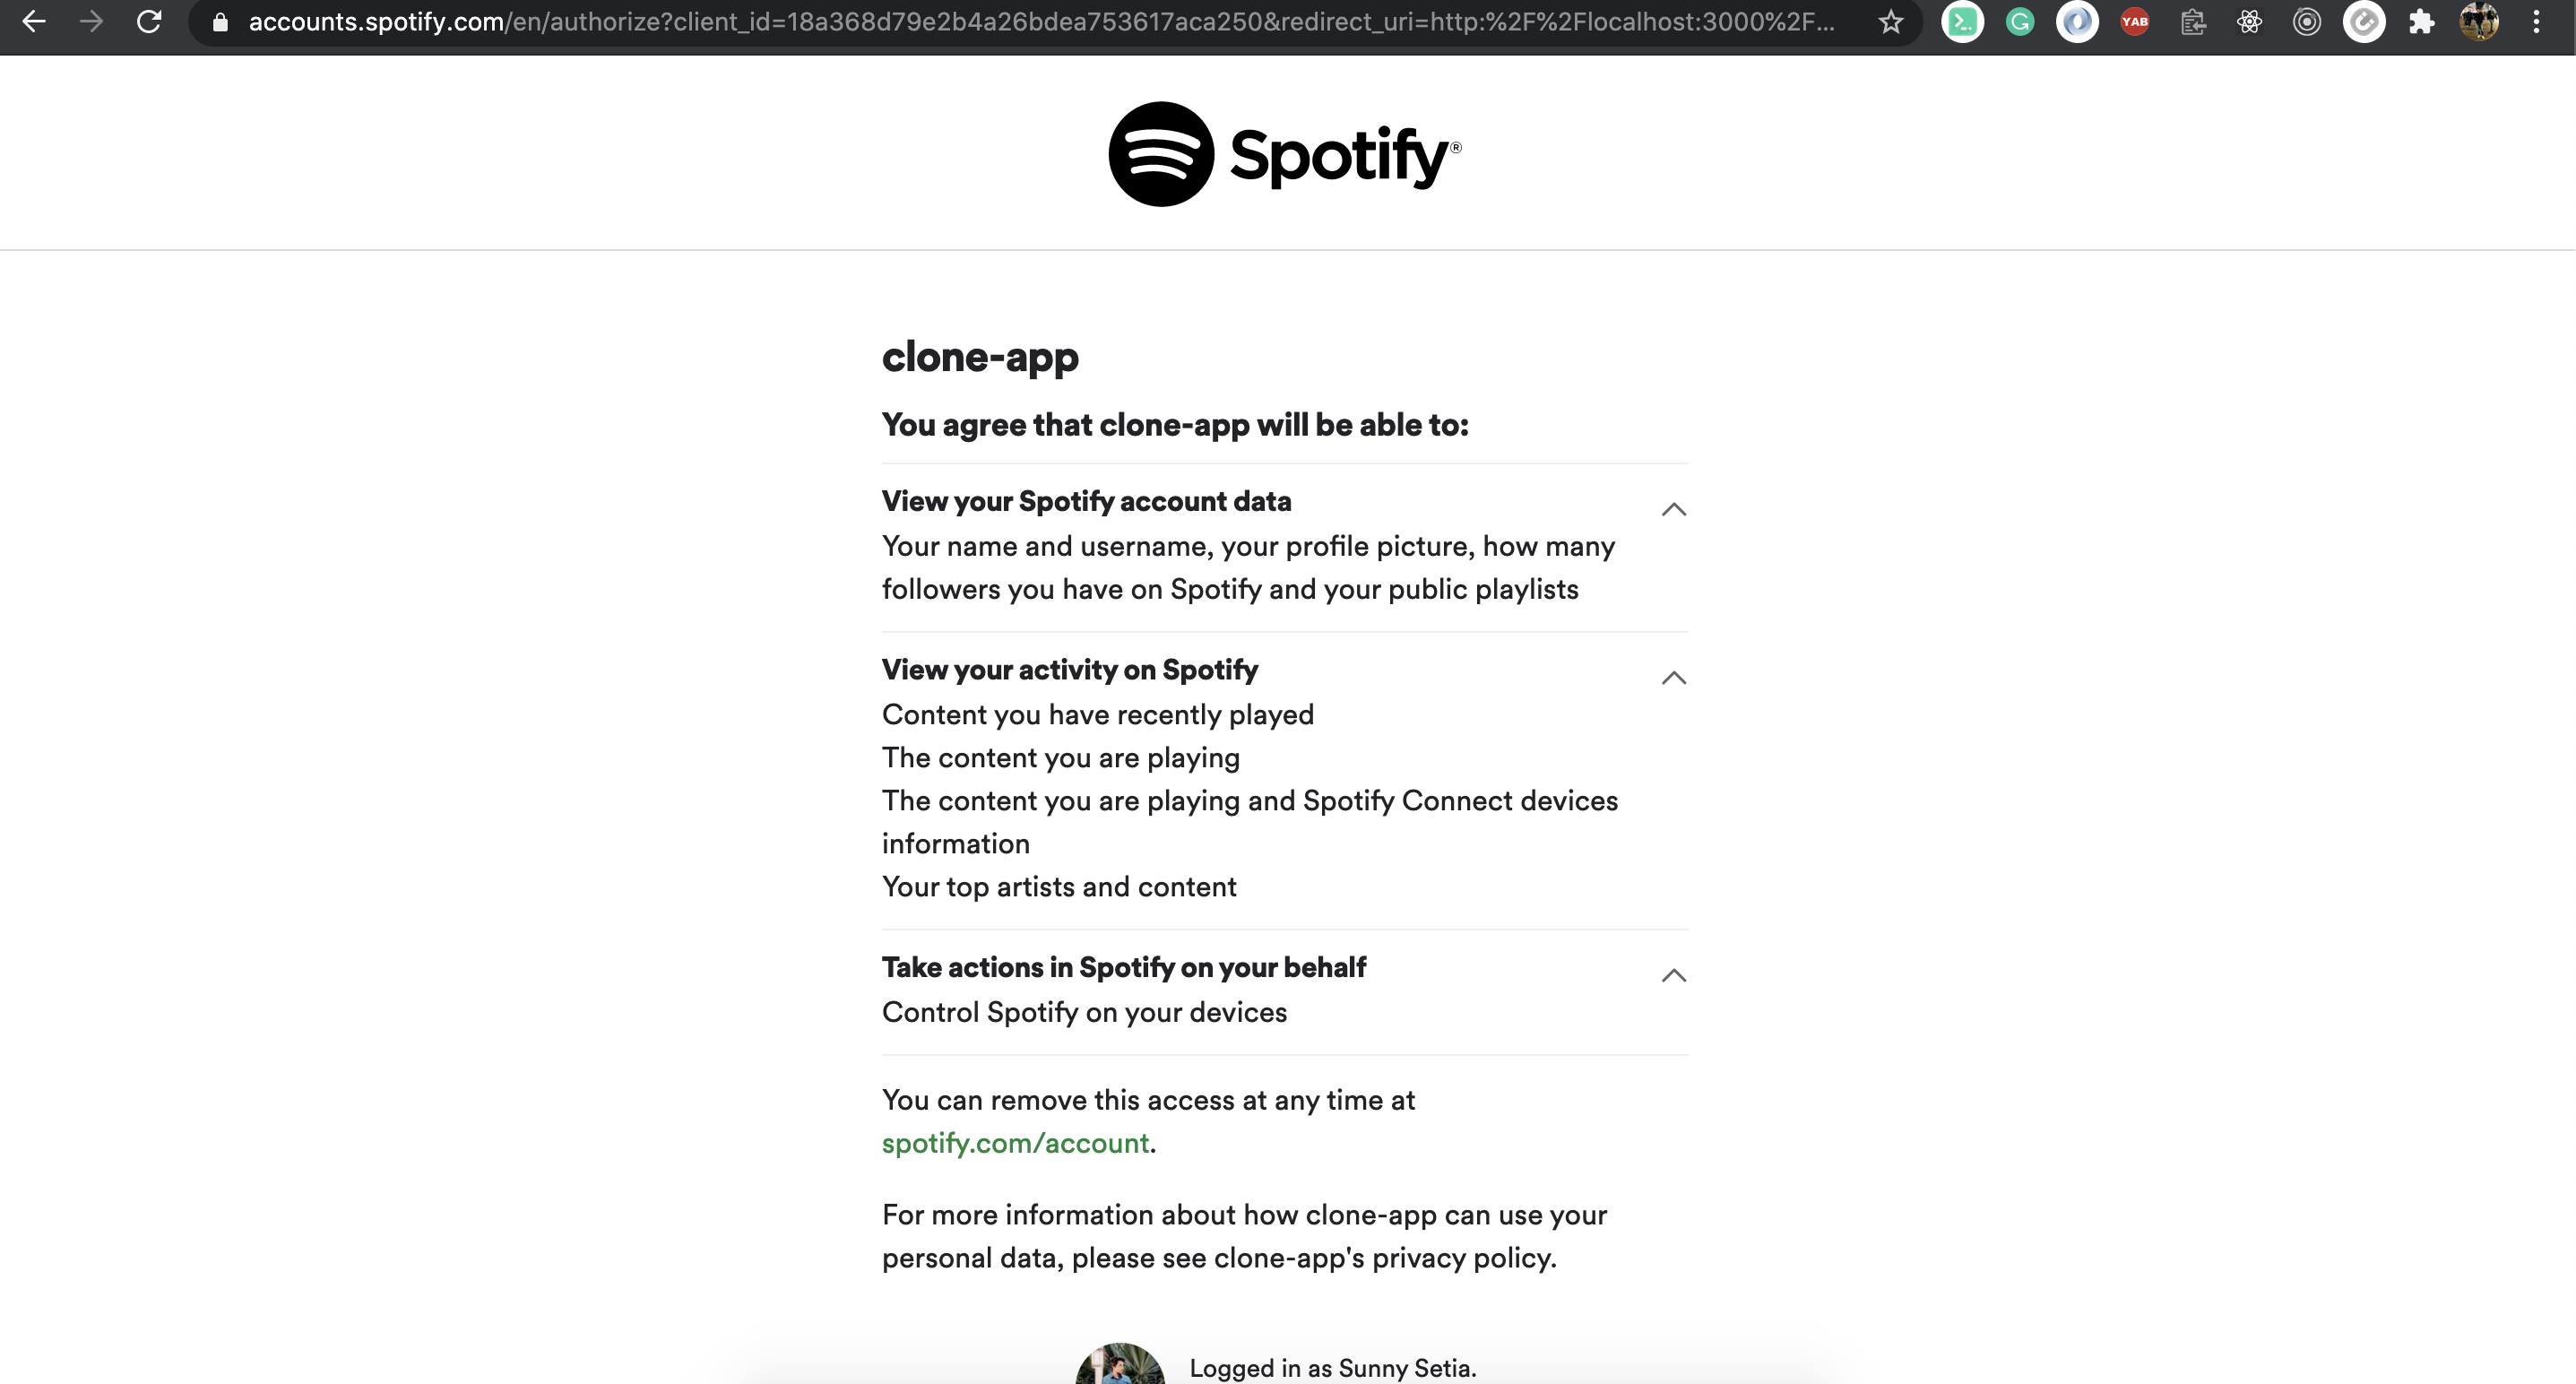 accounts.spotify.com/en/authorize?client_id=18a368d79e2b4a26bdea753617aca250&redirect_uri=http:%2F%2Flocalhost:3000%2F...
YAB
Spotify®
clone-app
You agree that clone-app will be able to:
View your Spotify account data
Your name and username, your profile picture, how many
followers you have on Spotify and your public playlists
View your activity on Spotify
Content you have recently played
The content you are playing
The content you are playing and Spotify Connect devices
information
Your top artists and content
Take actions in Spotify on your behalf
Control Spotify on your devices
You can remove this access at any time at
spotify.com/account.
For more information about how clone-app can use your
personal data, please see clone-app's privacy policy.
Logged in as Sunny Setia.